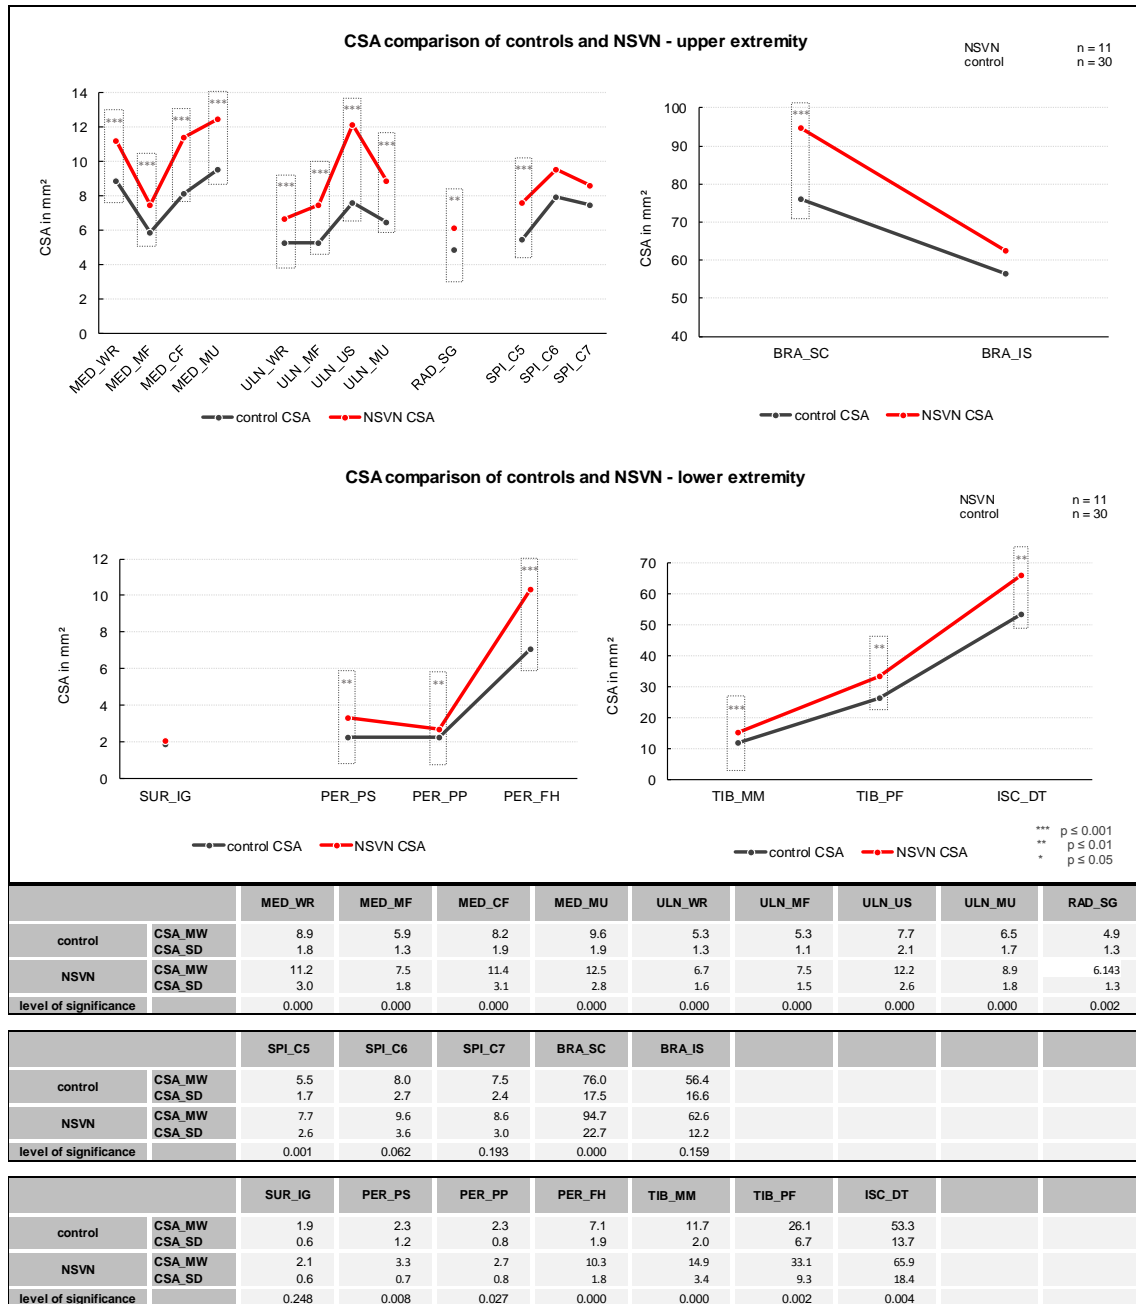 CSA comparison of controls and NSVN - upper extremity
NSVN n = 11
control n = 30
CSA in mm²
14
12
10
8
6
4
2
0
*** *** *** *** *** *** *** *** ** ***
MED_WR MED_MF MED_CF MED_MU ULN_WR ULN_MF ULN_US ULN_MU RAD_SG SPI_C5 SPI_C6 SPI_C7
control CSA NSVN CSA
CSA in mm²
100
90
80
70
60
50
40
***
BRA_SC BRA_IS
control CSA NSVN CSA
CSA comparison of controls and NSVN - lower extremity
NSVN n = 11
control n = 30
CSA in mm²
12
10
8
6
4
2
0
** ** ***
SUR_IG PER_PS PER_PP PER_FH
control CSA NSVN CSA
CSA in mm²
70
60
50
40
30
20
10
0
*** ** **
TIB_MM TIB_PF ISC_DT
control CSA NSVN CSA
*** p ≤ 0.001
** p ≤ 0.01
* p ≤ 0.05
MED_WR MED_MF MED_CF MED_MU ULN_WR ULN_MF ULN_US ULN_MU RAD_SG
control CSA_MW 8.9 5.9 8.2 9.6 5.3 5.3 7.7 6.5 4.9
CSA_SD 1.8 1.3 1.9 1.9 1.3 1.1 2.1 1.7 1.3
NSVN CSA_MW 11.2 7.5 11.4 12.5 6.7 7.5 12.2 8.9 6.143
CSA_SD 3.0 1.8 3.1 2.8 1.6 1.5 2.6 1.8 1.3
level of significance 0.000 0.000 0.000 0.000 0.000 0.000 0.000 0.000 0.002
SPI_C5 SPI_C6 SPI_C7 BRA_SC BRA_IS
control CSA_MW 5.5 8.0 7.5 76.0 56.4
CSA_SD 1.7 2.7 2.4 17.5 16.6
NSVN CSA_MW 7.7 9.6 8.6 94.7 62.6
CSA_SD 2.6 3.6 3.0 22.7 12.2
level of significance 0.001 0.062 0.193 0.000 0.159
SUR_IG PER_PS PER_PP PER_FH TIB_MM TIB_PF ISC_DT
control CSA_MW 1.9 2.3 2.3 7.1 11.7 26.1 53.3
CSA_SD 0.6 1.2 0.8 1.9 2.0 6.7 13.7
NSVN CSA_MW 2.1 3.3 2.7 10.3 14.9 33.1 65.9
CSA_SD 0.6 0.7 0.8 1.8 3.4 9.3 18.4
level of significance 0.248 0.008 0.027 0.000 0.000 0.002 0.004